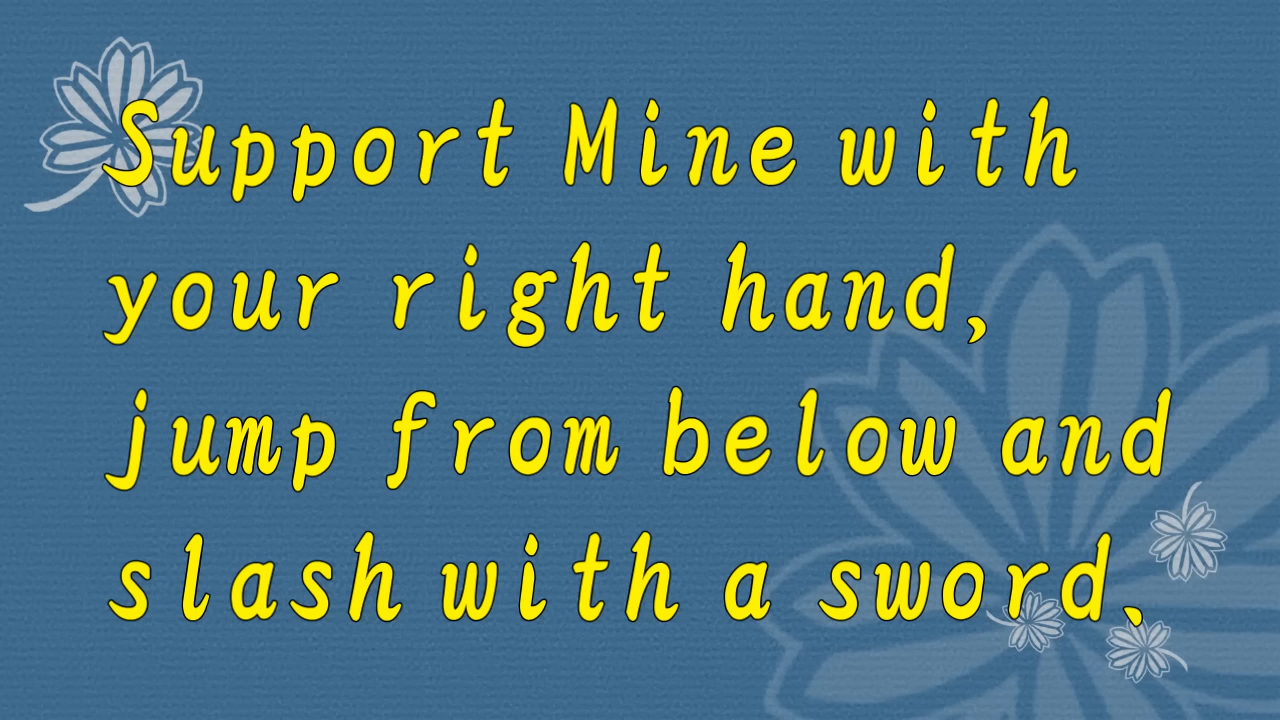 Support Mine with
your right hand,
jump from below and
slash with a sword、